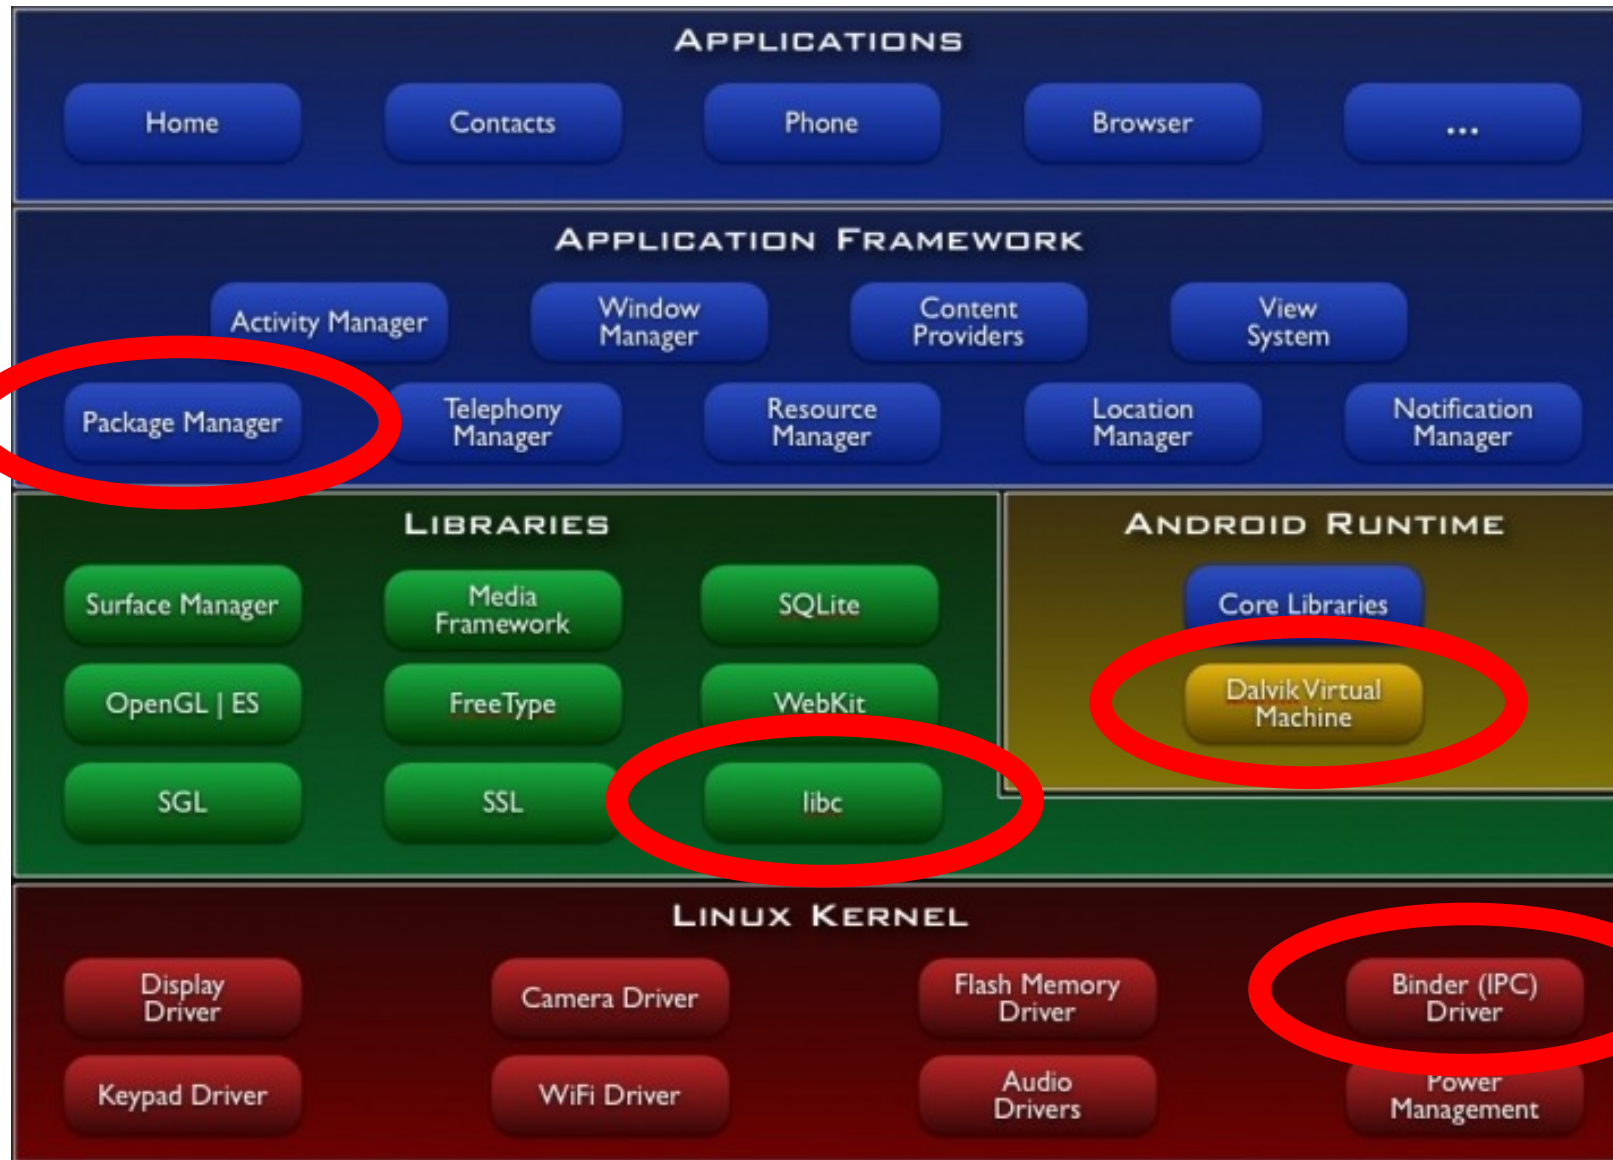 APPLICATIONS
Home
Contacts
Phone
Browser
...
APPLICATION FRAMEWORK
Activity Manager
Window
Manager
Content
Providers
View
System
Package Manager
Telephony
Manager
Resource
Manager
Location
Manager
Notification
Manager
LIBRARIES
Surface Manager
Media
Framework
SQLite
OpenGL | ES
FreeType
WebKit
SGL
SSL
libc
ANDROID RUNTIME
Core Libraries
Dalvik Virtual
Machine
LINUX KERNEL
Display
Driver
Camera Driver
Flash Memory
Driver
Binder (IPC)
Driver
Keypad Driver
WiFi Driver
Audio
Drivers
Power
Management